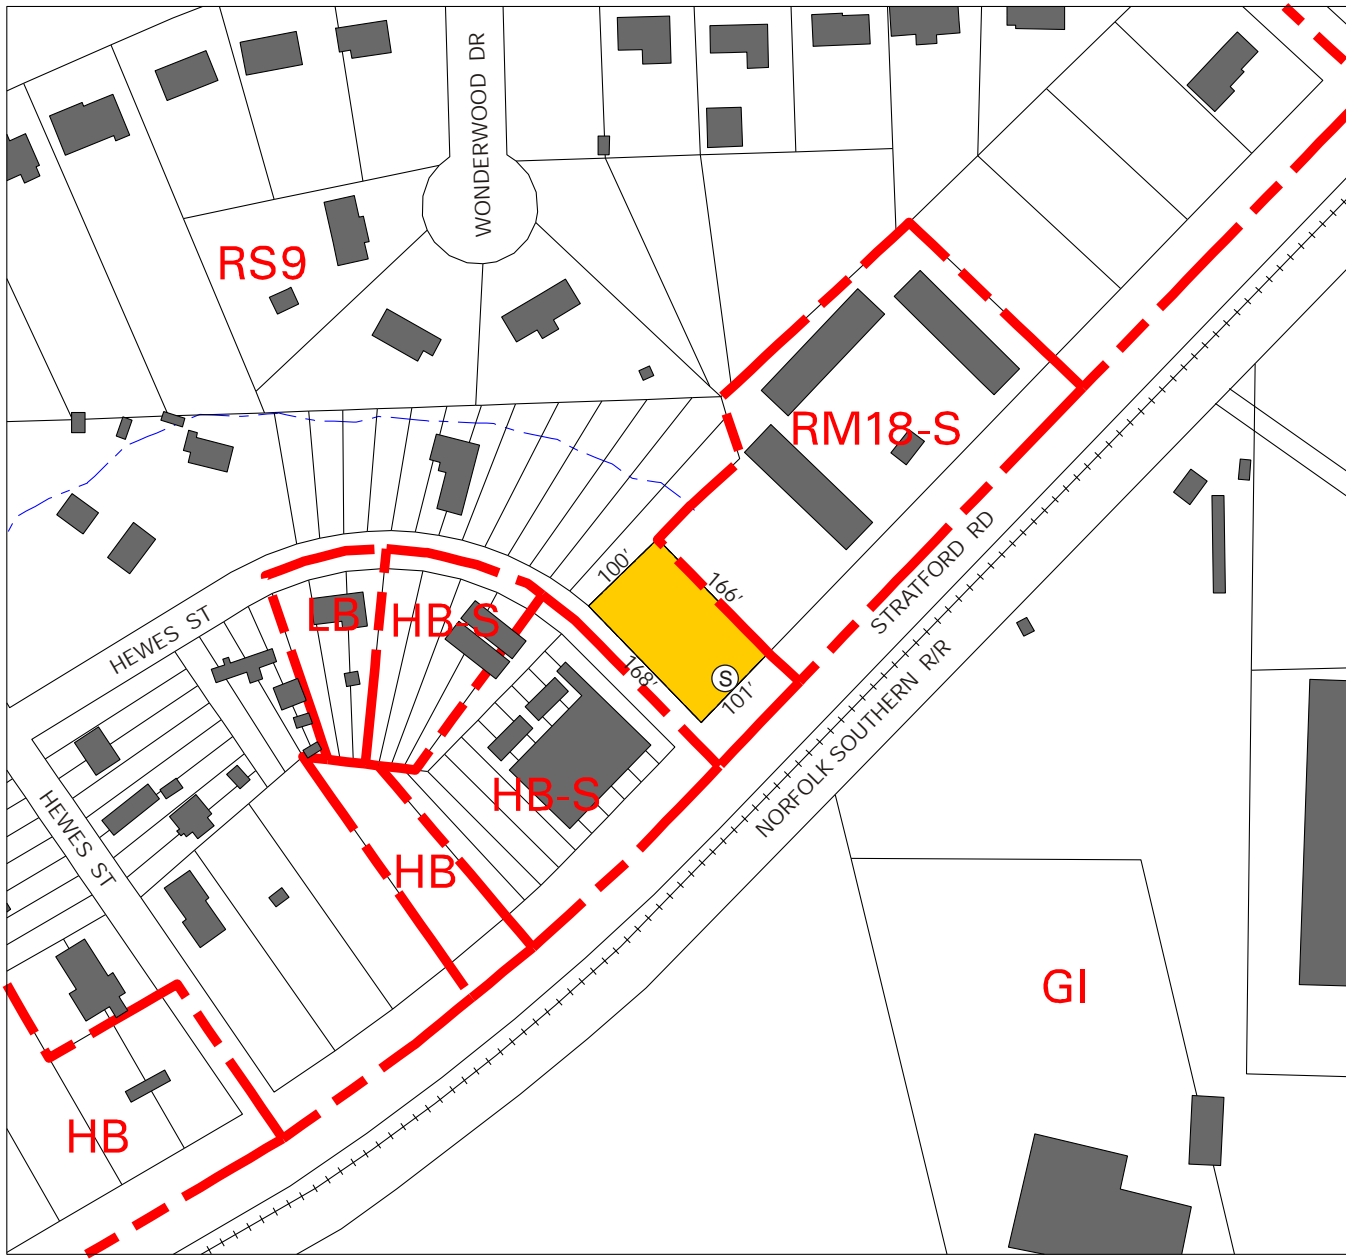 WONDERWOOD DR
RS9
RM18-S
100'
166'
STRATFORD RD
LB
HB-S
HEWES ST
168'
S
101'
NORFOLK SOUTHERN R/R
HB-S
HEWES ST
HB
GI
HB